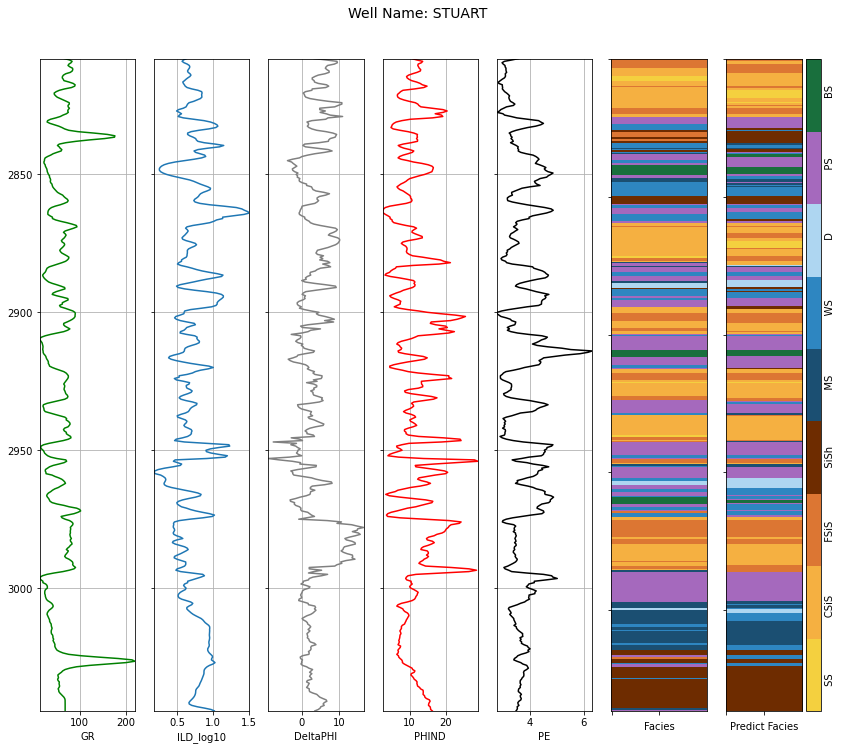 Well Name: STUART
2850
2900
2950
3000
100 200
GR
0.5 1.0 1.5
ILD_log10
0 10
DeltaPHI
10 20
PHIND
4 6
PE
Facies
Predict Facies
BS
PS
D
WS
MS
SiSh
FSiS
CSiS
SS